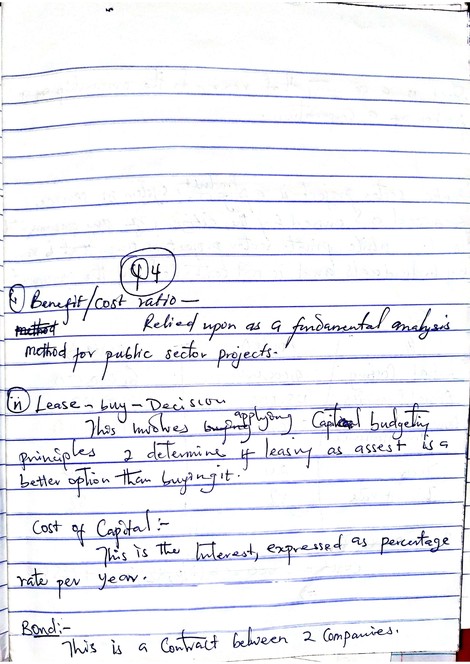 Q4
i) Benefit/cost ratio —
method Relied upon as a fundamental analysis
method for public sector projects.
ii) Lease - buy - Decision
This involves applying Capital budgeting
principles 2 determine if leasing as assest is a
better option than buying it.
Cost of Capital:-
This is the Interest, expressed as percentage
rate per year.
Bond:-
This is a Contract between 2 Companies.